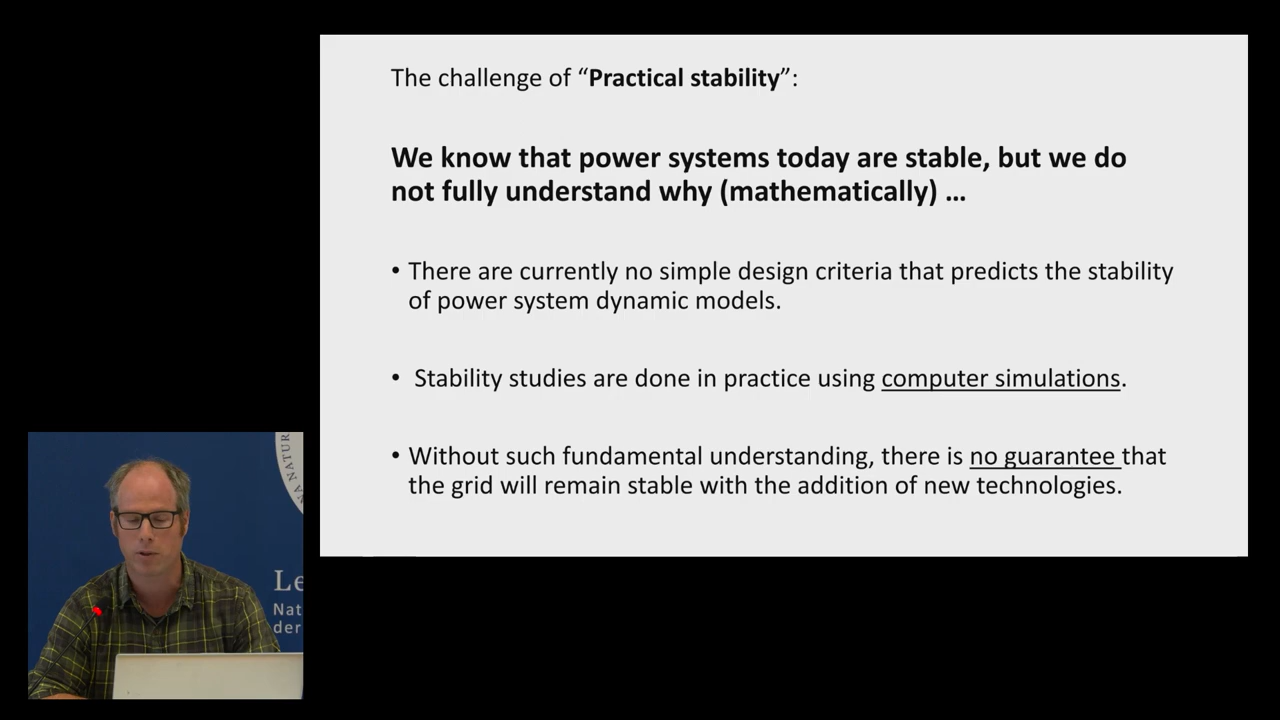 The challenge of “Practical stability”:
We know that power systems today are stable, but we do
not fully understand why (mathematically) …
• There are currently no simple design criteria that predicts the stability
of power system dynamic models.
• Stability studies are done in practice using computer simulations.
• Without such fundamental understanding, there is no guarantee that
the grid will remain stable with the addition of new technologies.
NA NATUR
Le
Nat
der